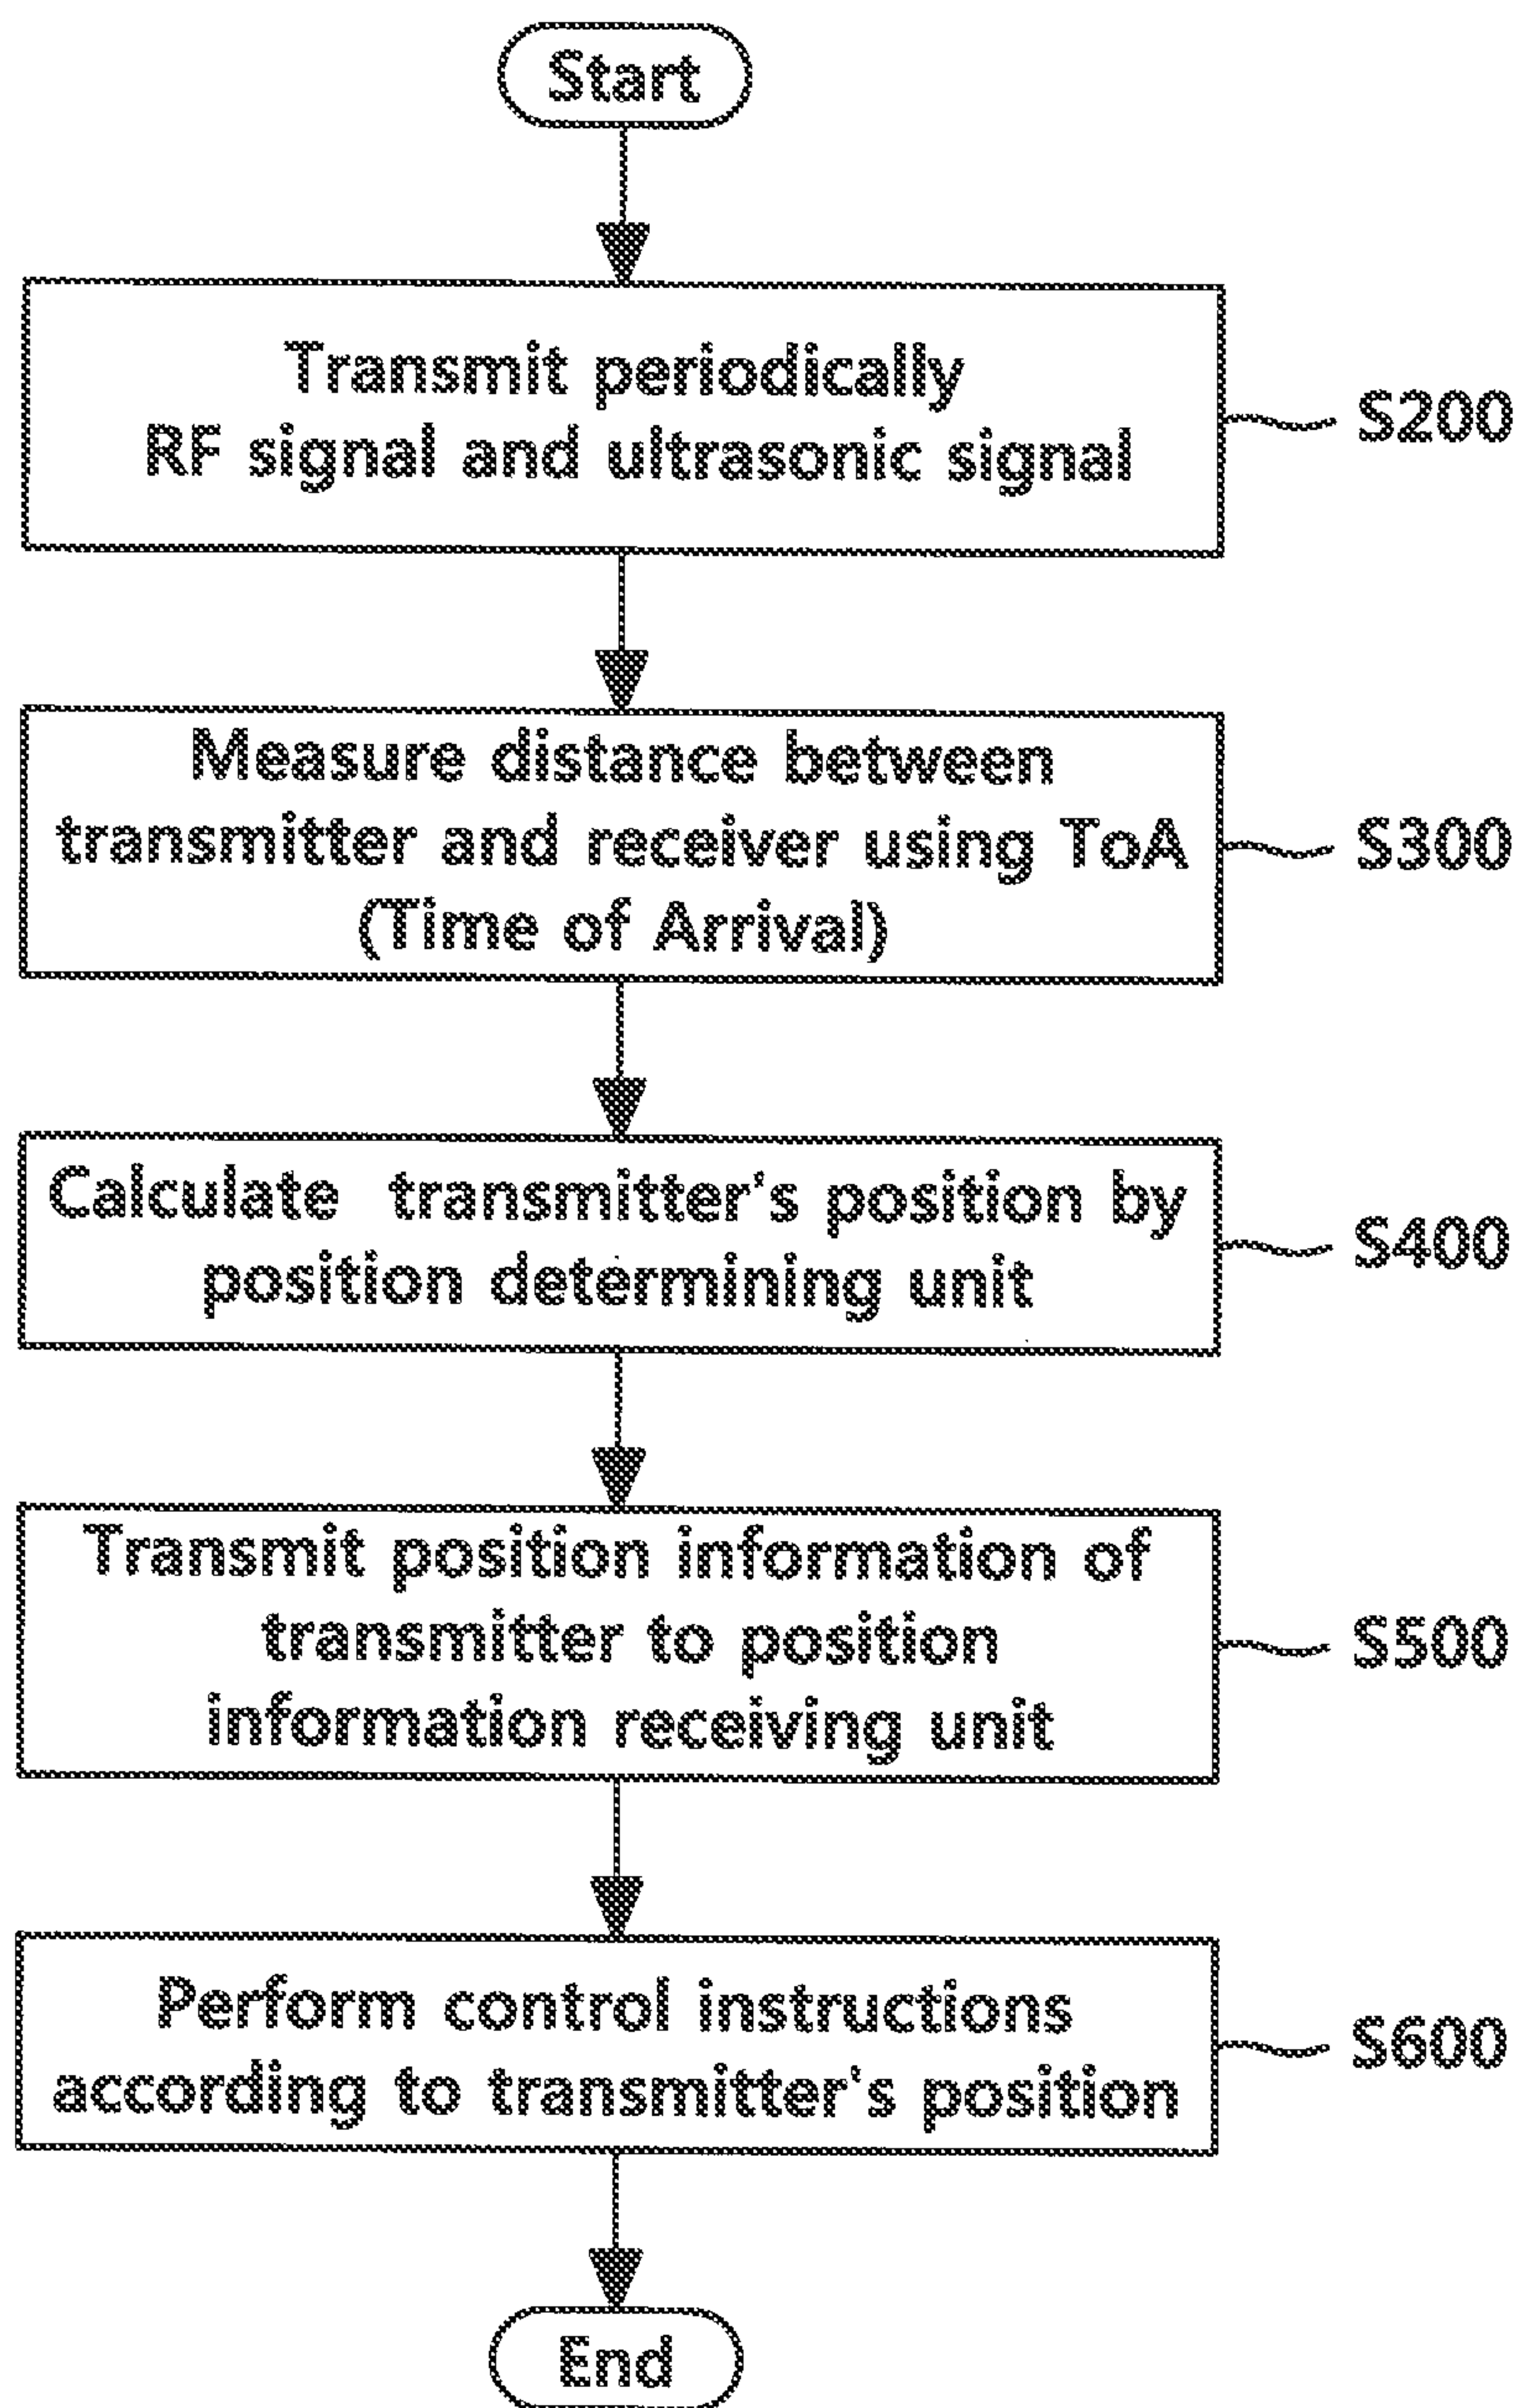 Start
Transmit periodically
RF signal and ultrasonic signal
S200
Measure distance between
transmitter and receiver using ToA
(Time of Arrival)
S300
Calculate transmitter's position by
position determining unit
S400
Transmit position information of
transmitter to position
information receiving unit
S500
Perform control instructions
according to transmitter's position
S600
End